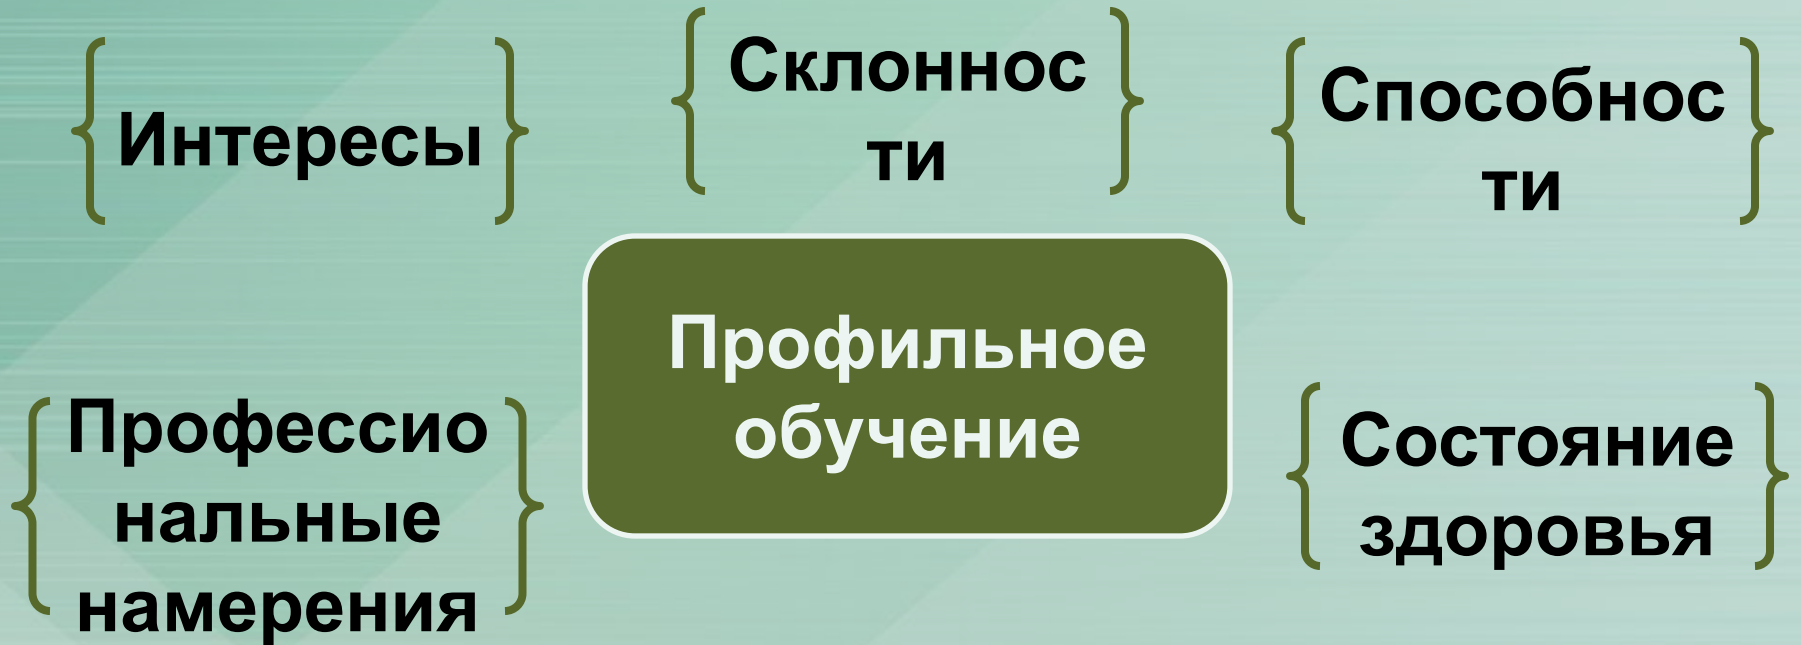 Интересы
Склоннос
ти
Способнос
ти
Профильное
обучение
Профессио
нальные
намерения
Состояние
здоровья